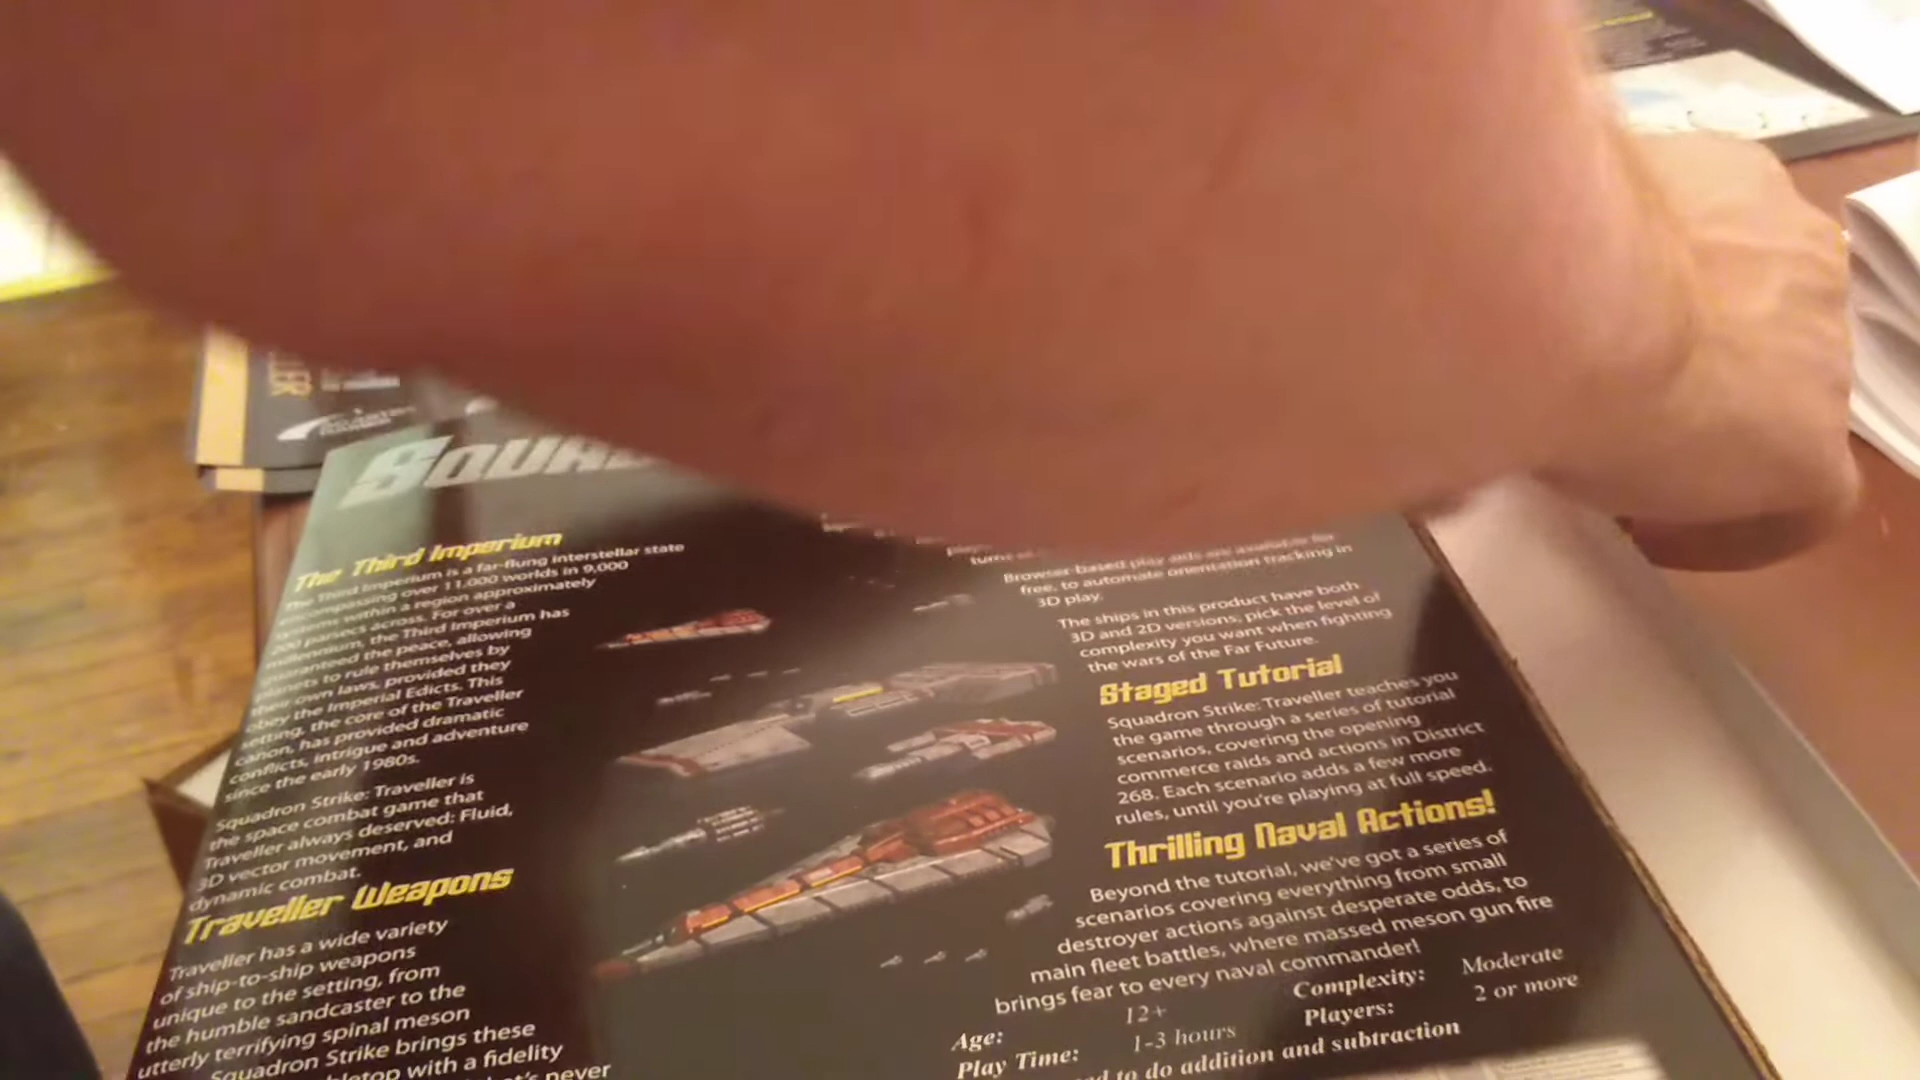 LLER
SQUA
The Third Imperium
The Third Imperium is a far-flung interstellar state
encompassing over 11,000 worlds in 9,000
systems within a region approximately
200 parsecs across. For over a
millennium, the Third Imperium has
guaranteed the peace, allowing
planets to rule themselves by
their own laws, provided they
obey the Imperial Edicts. This
setting, the core of the Traveller
canon, has provided dramatic
conflicts, intrigue and adventure
since the early 1980s.
Squadron Strike: Traveller is
the space combat game that
Traveller always deserved: Fluid,
3D vector movement, and
dynamic combat.
Traveller Weapons
Traveller has a wide variety
of ship-to-ship weapons
unique to the setting, from
the humble sandcaster to the
utterly terrifying spinal meson
Squadron Strike brings these
bletop with a fidelity
never
Browser-based play aids are available for
free, to automate orientation tracking in
3D play.
The ships in this product have both
3D and 2D versions; pick the level of
complexity you want when fighting
the wars of the Far Future.
Staged Tutorial
Squadron Strike: Traveller teaches you
the game through a series of tutorial
scenarios, covering the opening
commerce raids and actions in District
268. Each scenario adds a few more
rules, until you're playing at full speed.
Thrilling Naval Actions!
Beyond the tutorial, we've got a series of
scenarios covering everything from small
destroyer actions against desperate odds, to
main fleet battles, where massed meson gun fire
brings fear to every naval commander!
Age: 12+ Complexity: Moderate
Play Time: 1-3 hours Players: 2 or more
to do addition and subtraction